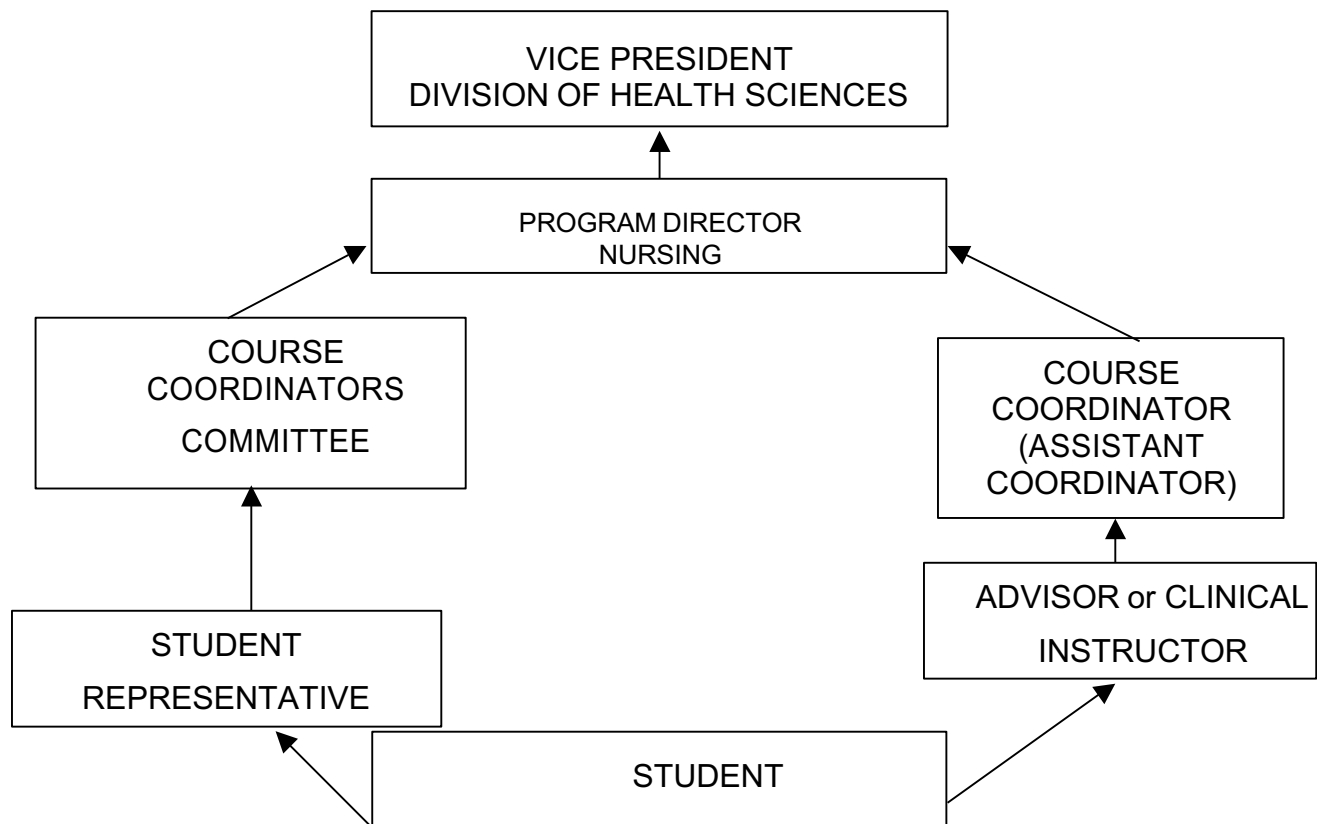 VICE PRESIDENT
DIVISION OF HEALTH SCIENCES
PROGRAM DIRECTOR
NURSING
COURSE
COORDINATORS
COMMITTEE
COURSE
COORDINATOR
(ASSISTANT
COORDINATOR)
STUDENT
REPRESENTATIVE
ADVISOR or CLINICAL
INSTRUCTOR
STUDENT